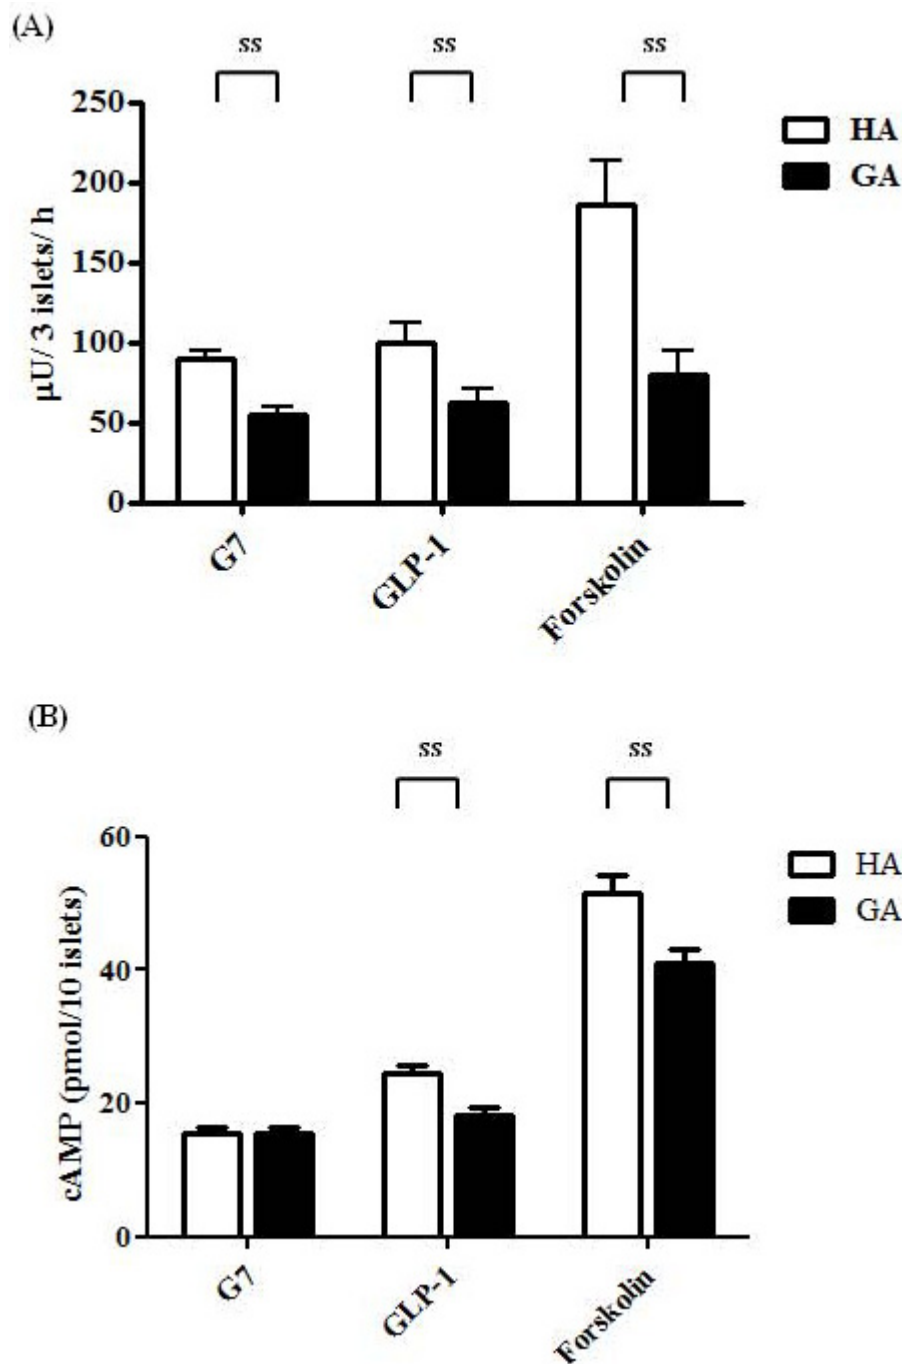 (A)
ss ss ss
250
200
150
100
50
0
μU/ 3 islets/ h
HA
GA
G7
GLP-1
Forskolin
(B)
ss ss
60
40
20
0
cAMP (pmol/10 islets)
HA
GA
G7
GLP-1
Forskolin